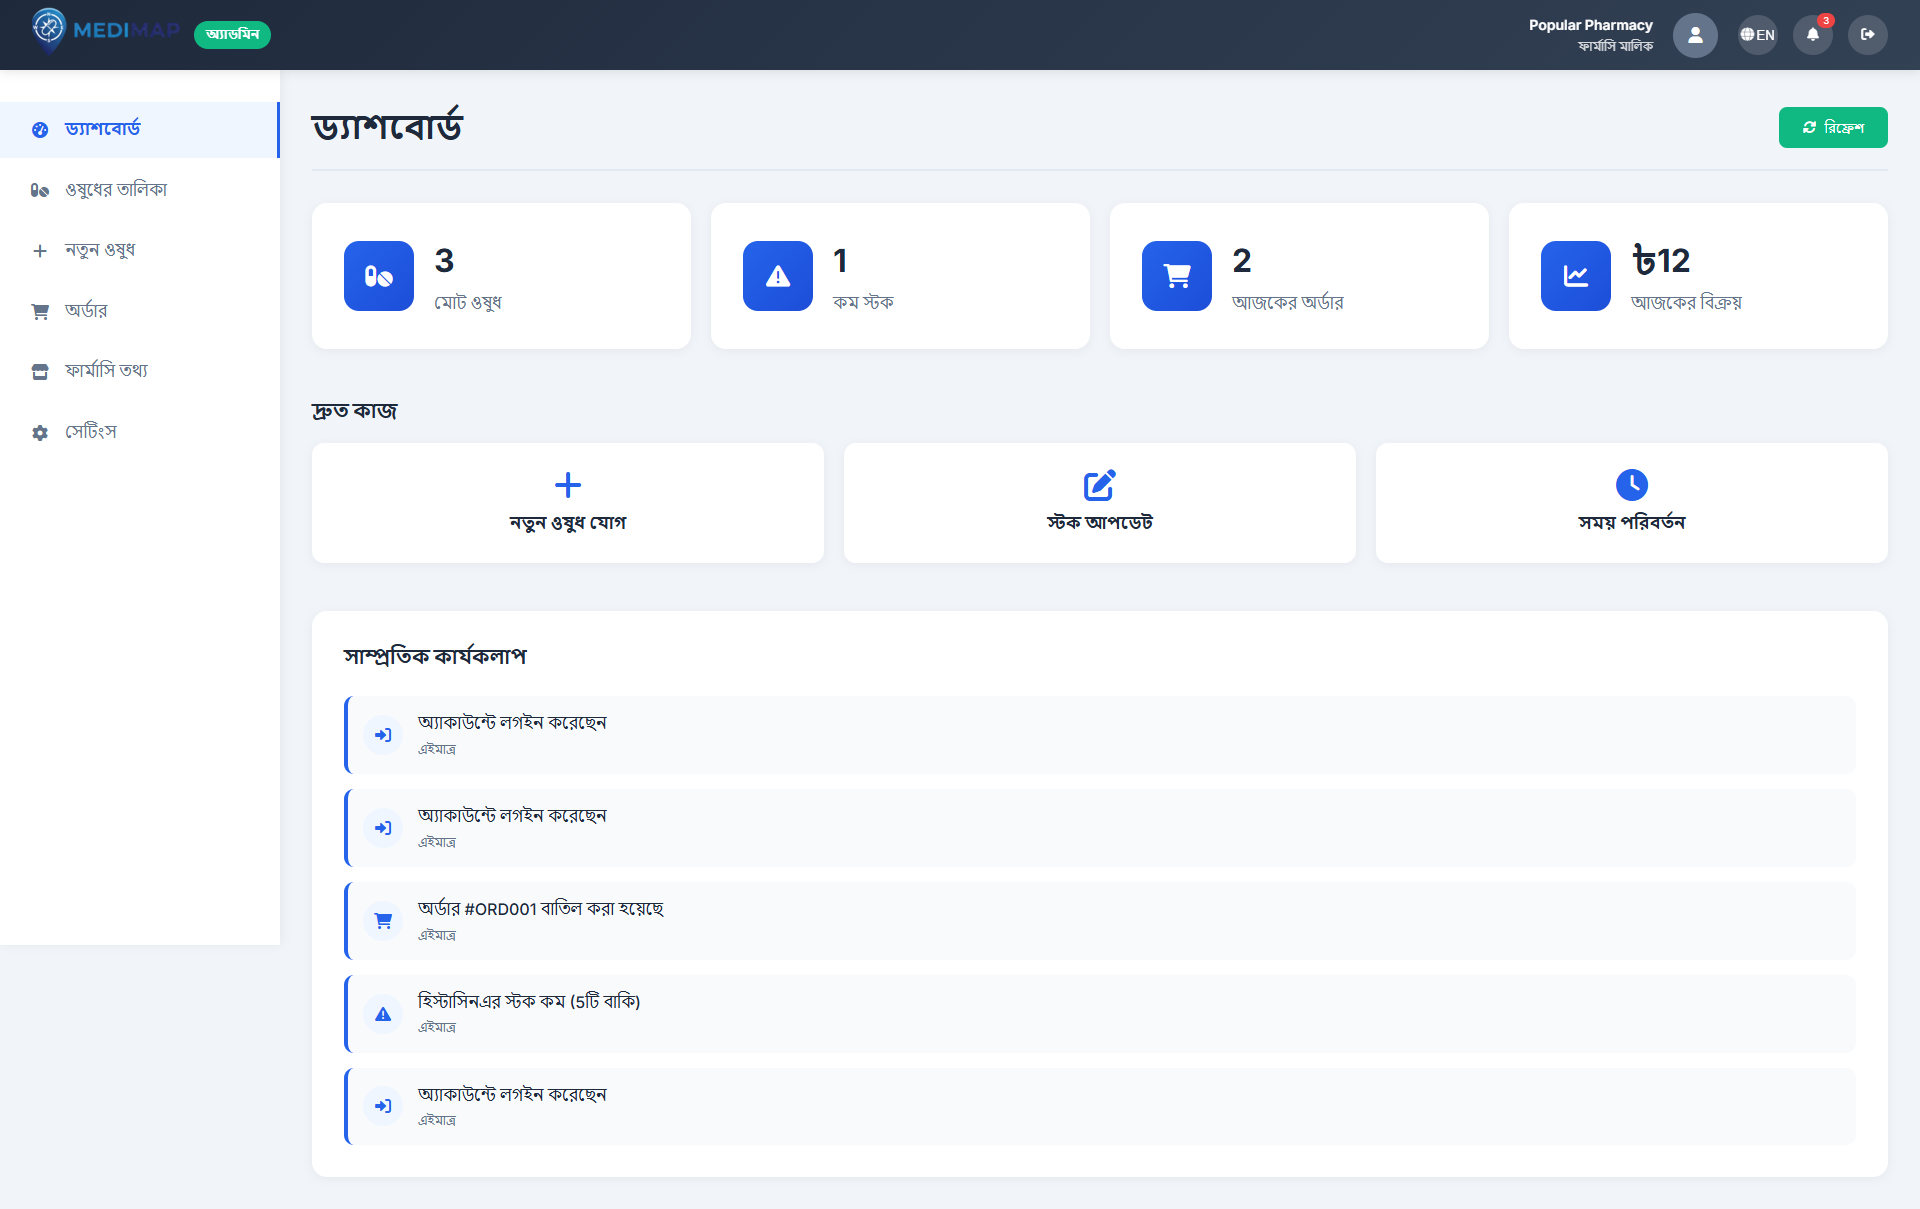 MEDIMAP
অ্যাডমিন
Popular Pharmacy
ফার্মাসি মালিক
EN
3
ড্যাশবোর্ড
ওষুধের তালিকা
নতুন ওষুধ
অর্ডার
ফার্মাসি তথ্য
সেটিংস
ড্যাশবোর্ড
রিফ্রেশ
3
মোট ওষুধ
1
কম স্টক
2
আজকের অর্ডার
৳12
আজকের বিক্রয়
দ্রুত কাজ
নতুন ওষুধ যোগ
স্টক আপডেট
সময় পরিবর্তন
সাম্প্রতিক কার্যকলাপ
অ্যাকাউন্টে লগইন করেছেন
এইমাত্র
অ্যাকাউন্টে লগইন করেছেন
এইমাত্র
অর্ডার #ORD001 বাতিল করা হয়েছে
এইমাত্র
হিস্টাসিনএর স্টক কম (5টি বাকি)
এইমাত্র
অ্যাকাউন্টে লগইন করেছেন
এইমাত্র